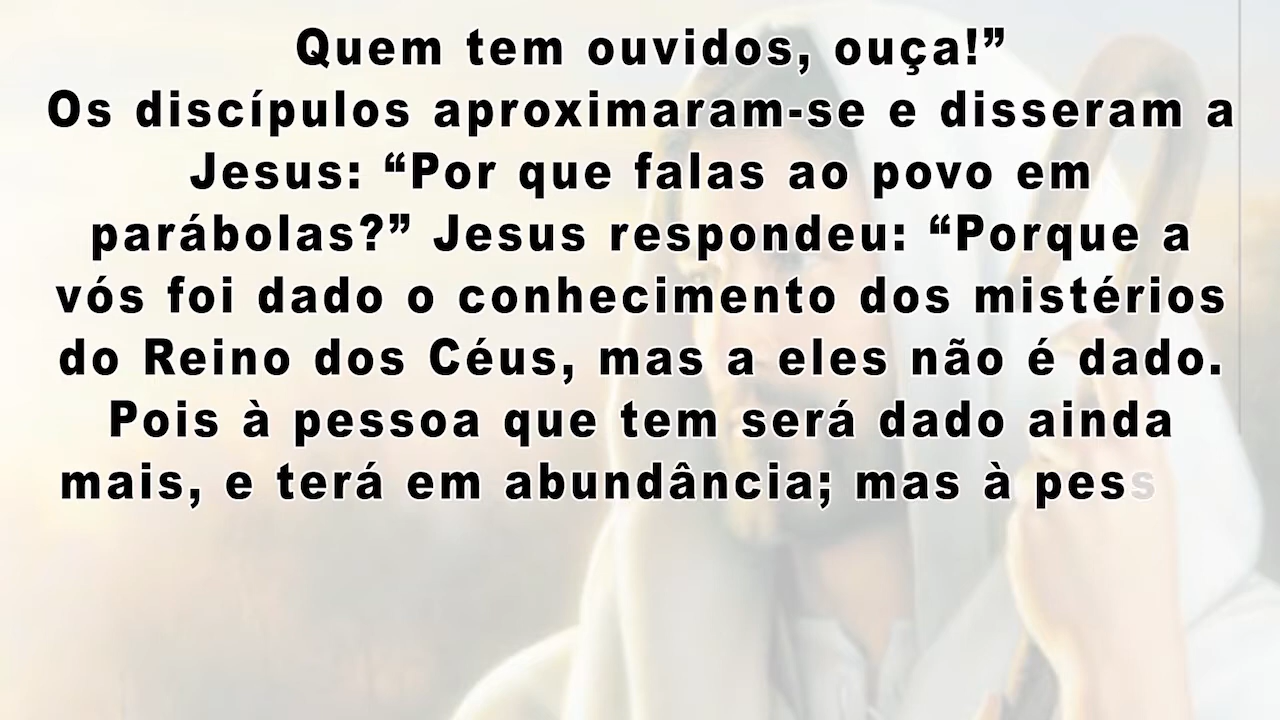 Quem tem ouvidos, ouça!”
Os discípulos aproximaram-se e disseram a
Jesus: “Por que falas ao povo em
parábolas?” Jesus respondeu: “Porque a
vós foi dado o conhecimento dos mistérios
do Reino dos Céus, mas a eles não é dado.
Pois à pessoa que tem será dado ainda
mais, e terá em abundância; mas à pess